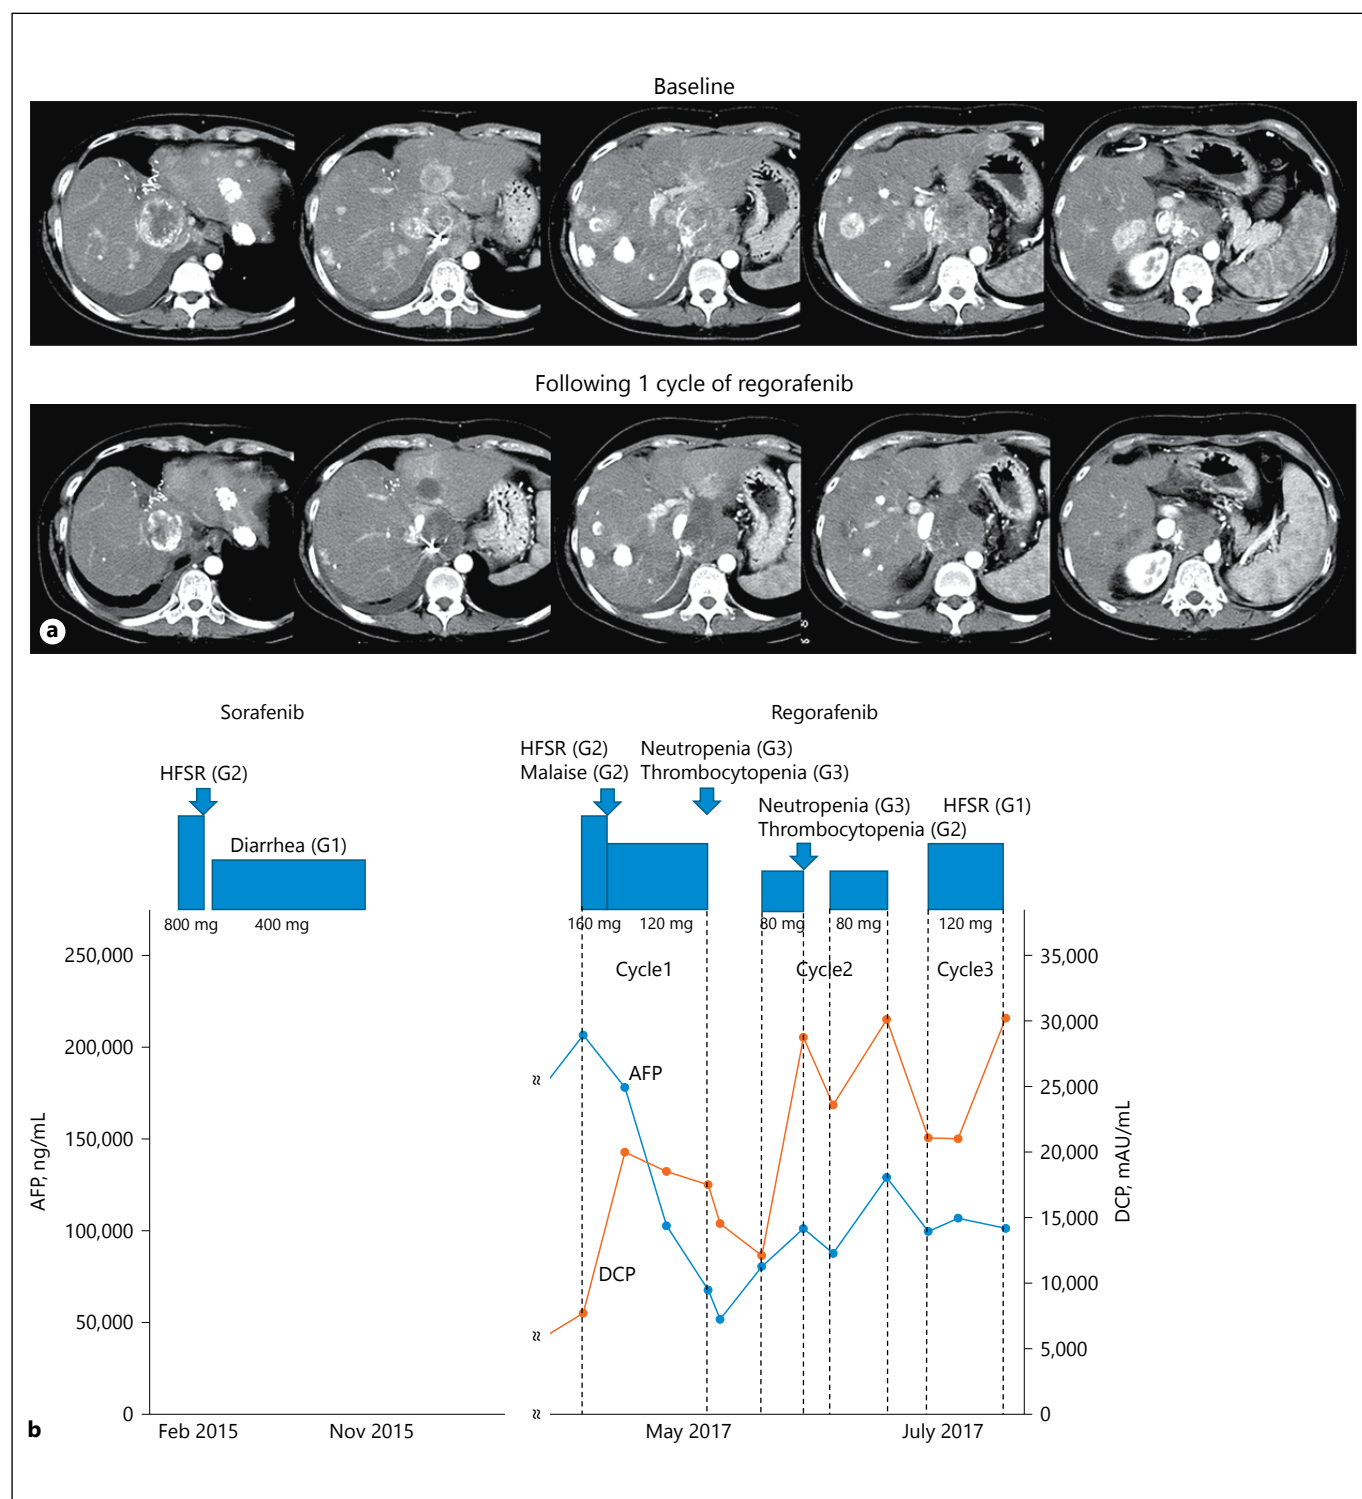 Baseline
Following 1 cycle of regorafenib
a
Sorafenib
Regorafenib
HFSR (G2)
Diarrhea (G1)
800 mg
400 mg
HFSR (G2)
Malaise (G2)
Neutropenia (G3)
Thrombocytopenia (G3)
Neutropenia (G3)
Thrombocytopenia (G2)
HFSR (G1)
160 mg
120 mg
80 mg
80 mg
120 mg
Cycle1
Cycle2
Cycle3
AFP, ng/mL
250,000
200,000
150,000
100,000
50,000
0
AFP
DCP
35,000
30,000
25,000
20,000
15,000
10,000
5,000
0
DCP, mAU/mL
b
Feb 2015
Nov 2015
May 2017
July 2017